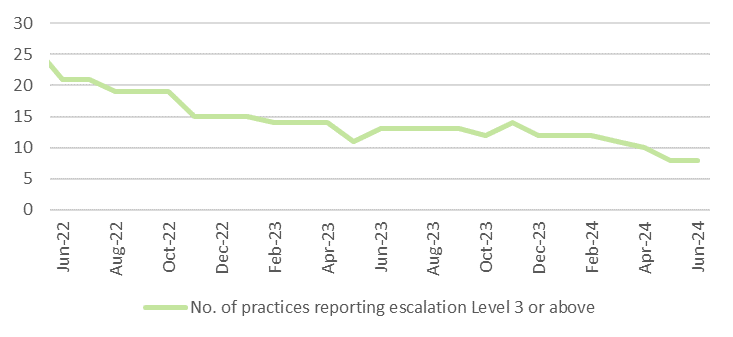 30
25
20
15
10
5
0
Jun-22
Aug-22
Oct-22
Dec-22
Feb-23
Apr-23
Jun-23
Aug-23
Oct-23
Dec-23
Feb-24
Apr-24
Jun-24
No. of practices reporting escalation Level 3 or above